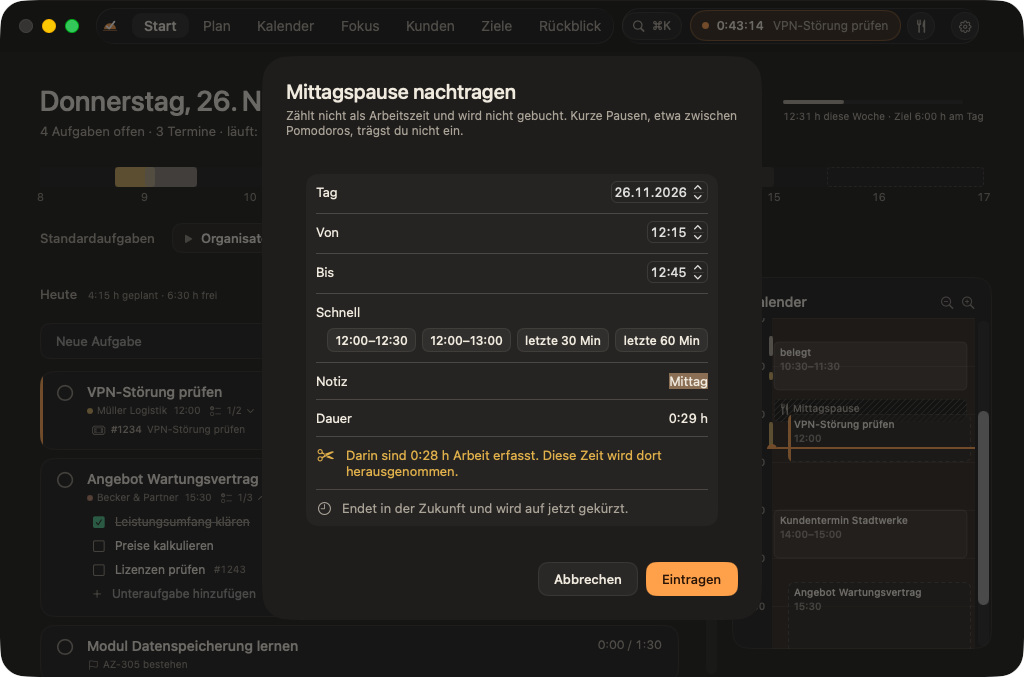 Start Plan Kalender Fokus Kunden Ziele Rückblick ⌘K 0:43:14 VPN-Störung prüfen
Donnerstag, 26. N
4 Aufgaben offen · 3 Termine · läuft:
12:31 h diese Woche · Ziel 6:00 h am Tag
8 9 10 15 16 17
Standardaufgaben Organisat
Heute 4:15 h geplant · 6:30 h frei
Neue Aufgabe
VPN-Störung prüfen
Müller Logistik 12:00 1/2
#1234 VPN-Störung prüfen
Angebot Wartungsvertrag
Becker & Partner 15:30 1/3
Leistungsumfang klären
Preise kalkulieren
Lizenzen prüfen #1243
+ Unteraufgabe hinzufügen
Modul Datenspeicherung lernen 0:00 / 1:30
AZ-305 bestehen
Mittagspause nachtragen
Zählt nicht als Arbeitszeit und wird nicht gebucht. Kurze Pausen, etwa zwischen
Pomodoros, trägst du nicht ein.
Tag 26.11.2026
Von 12:15
Bis 12:45
Schnell
12:00–12:30 12:00–13:00 letzte 30 Min letzte 60 Min
Notiz Mittag
Dauer 0:29 h
Darin sind 0:28 h Arbeit erfasst. Diese Zeit wird dort
herausgenommen.
Endet in der Zukunft und wird auf jetzt gekürzt.
Abbrechen Eintragen
alender
belegt
10:30–11:30
Mittagspause
VPN-Störung prüfen
12:00
Kundentermin Stadtwerke
14:00–15:00
Angebot Wartungsvertrag
15:30